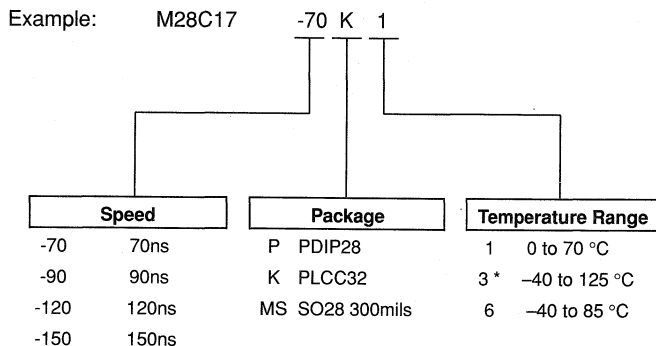 Example: M28C17 -70 K 1
Speed Package Temperature Range
-70 70ns P PDIP28 1 0 to 70 °C
-90 90ns K PLCC32 3 * –40 to 125 °C
-120 120ns MS SO28 300mils 6 –40 to 85 °C
-150 150ns